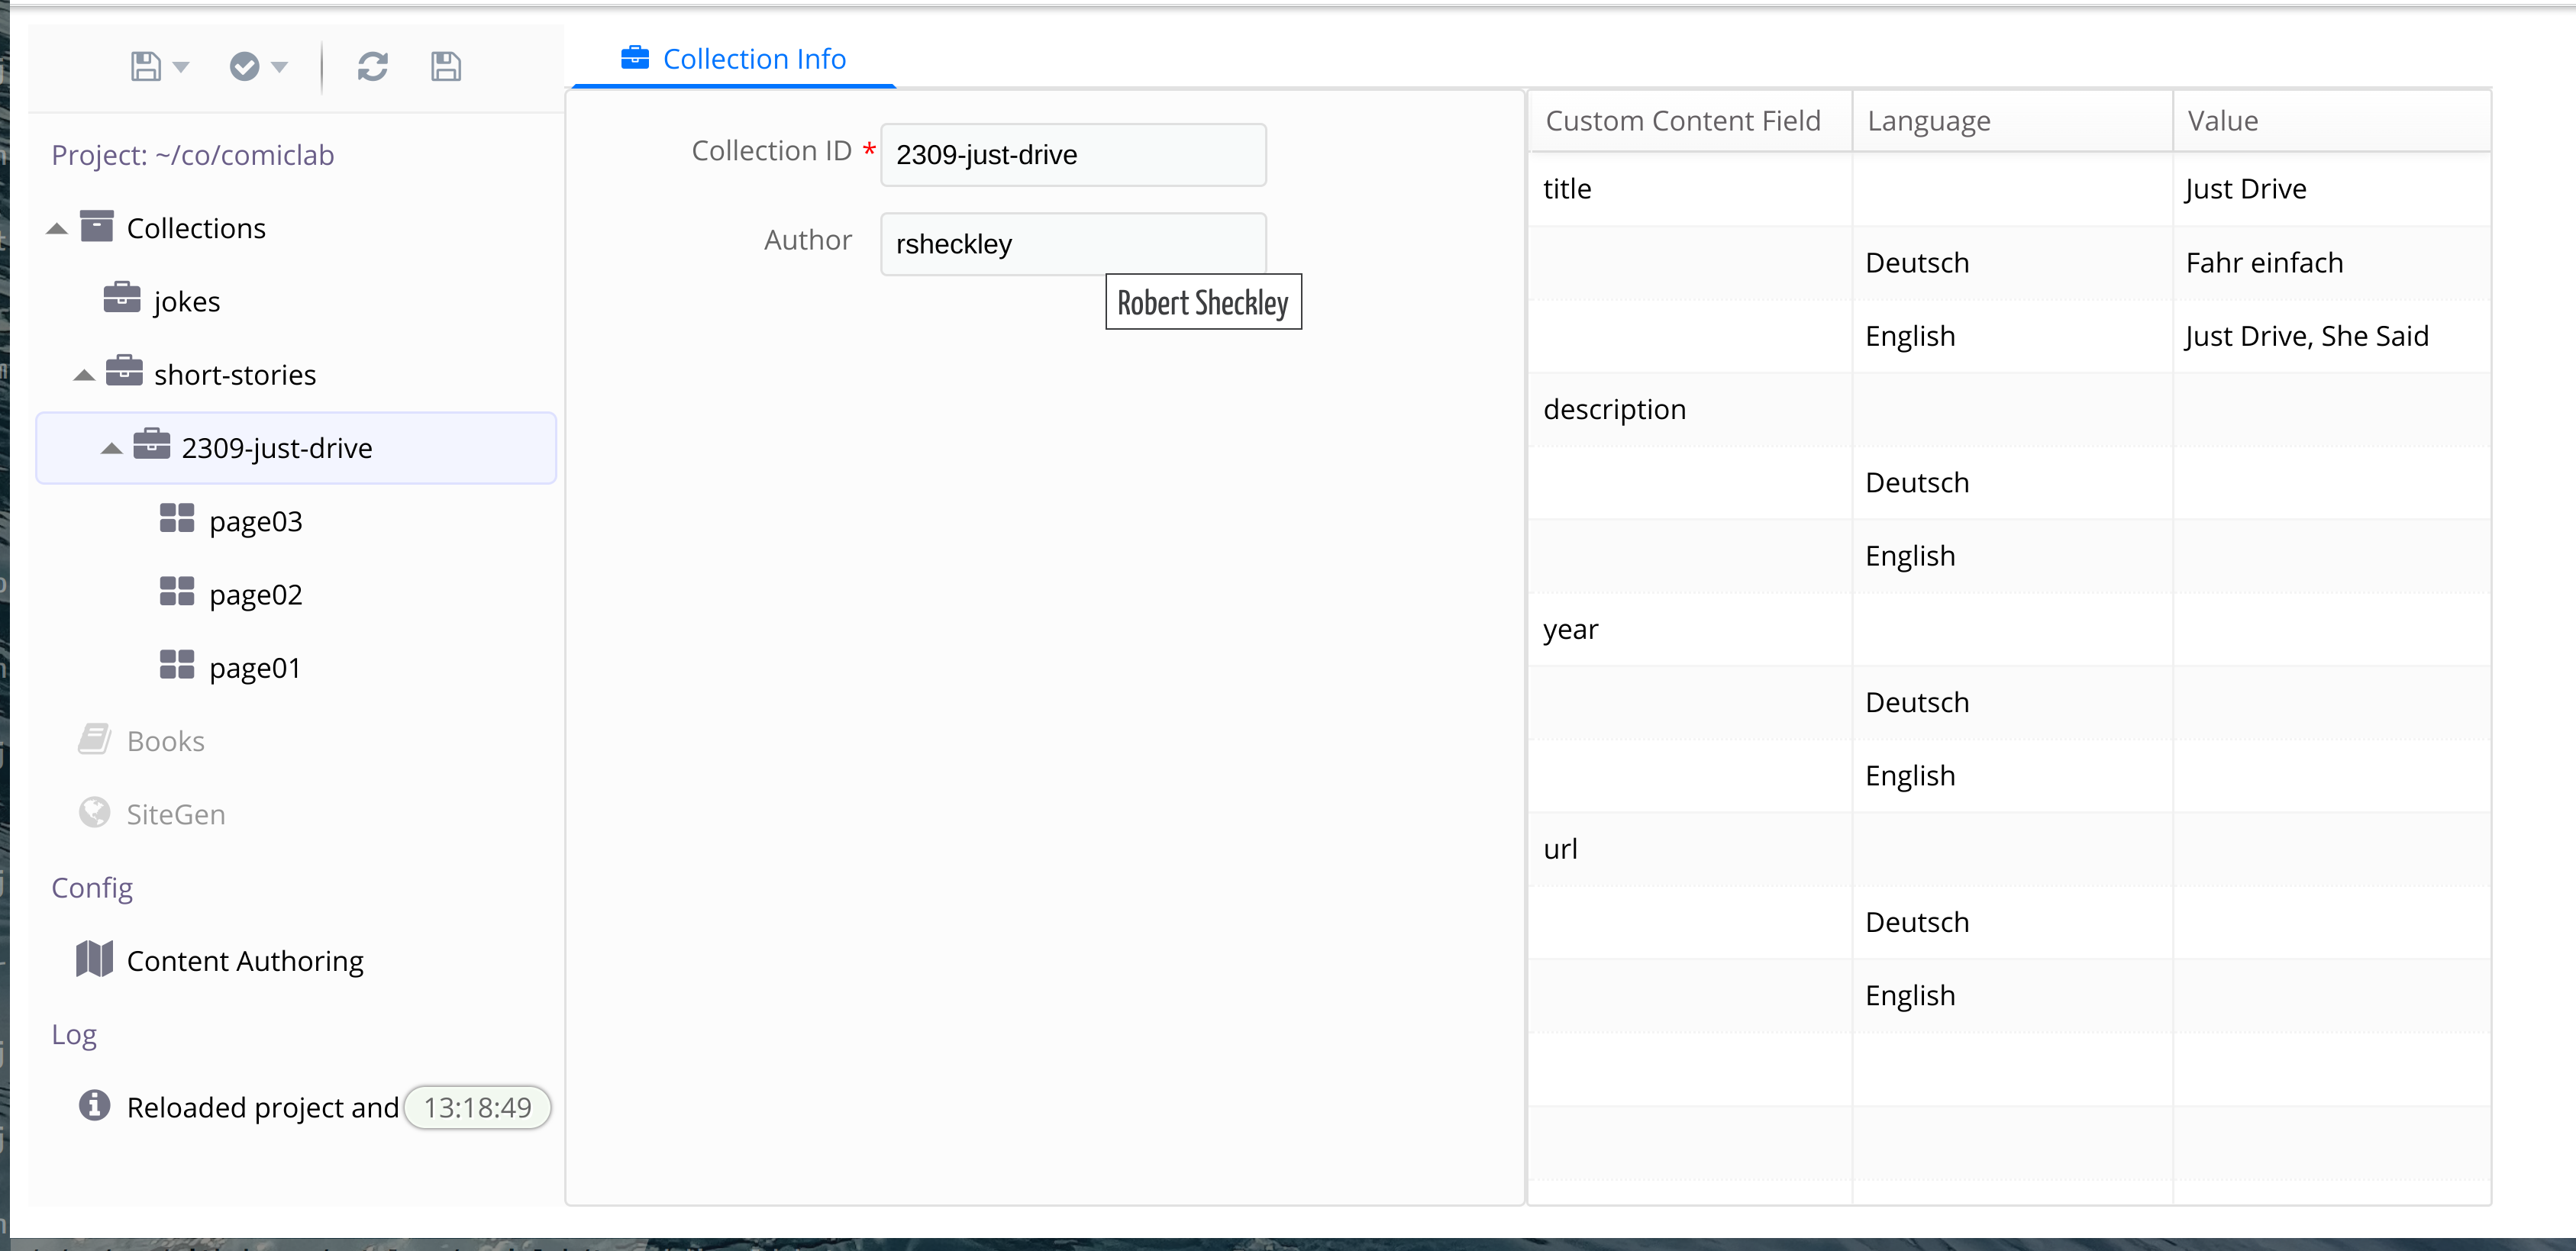 Project: ~/co/comiclab
Collections
jokes
short-stories
2309-just-drive
page03
page02
page01
Books
SiteGen
Config
Content Authoring
Log
Reloaded project and 13:18:49
Collection Info
Collection ID * 2309-just-drive
Author rsheckley
Robert Sheckley
Custom Content Field Language Value
title Just Drive
Deutsch Fahr einfach
English Just Drive, She Said
description
Deutsch
English
year
Deutsch
English
url
Deutsch
English